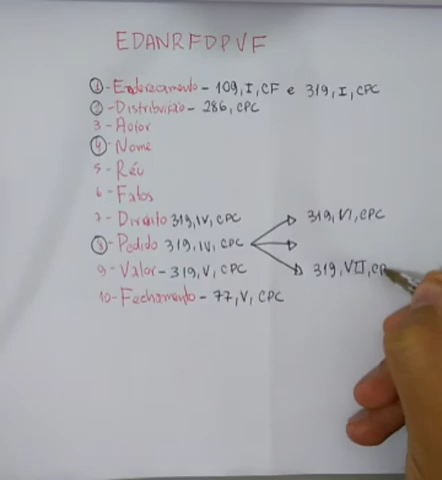 EDANRFDPVF
1-Enderecamento - 109, I, CF e 319, I, CPC
2-Distribuição - 286, CPC
3-Autor
4-Nome
5-Réu
6-Fatos
7-Direito 319, IV, CPC
8-Pedido 319, IV, CPC
319, VI, CPC
319, VII, CP
9-Valor - 319, V, CPC
10-Fechamento - 77, V, CPC